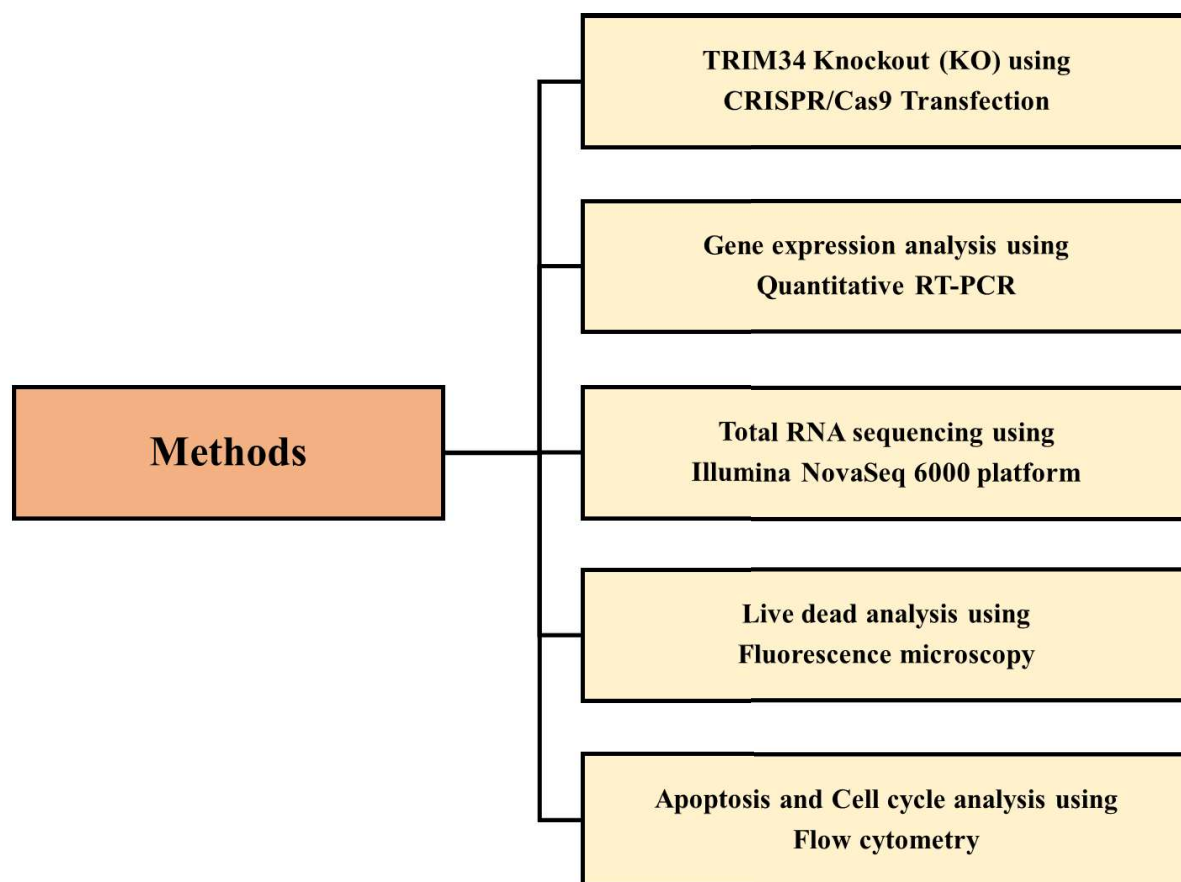 TRIM34 Knockout (KO) using
CRISPR/Cas9 Transfection
Gene expression analysis using
Quantitative RT-PCR
Methods
Total RNA sequencing using
Illumina NovaSeq 6000 platform
Live dead analysis using
Fluorescence microscopy
Apoptosis and Cell cycle analysis using
Flow cytometry